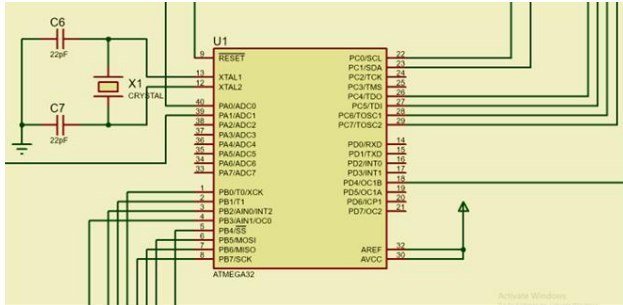 C6
22pF
X1
CRYSTAL
C7
22pF
U1
9 RESET
13 XTAL1
12 XTAL2
40 PA0/ADC0
39 PA1/ADC1
38 PA2/ADC2
37 PA3/ADC3
36 PA4/ADC4
35 PA5/ADC5
34 PA6/ADC6
33 PA7/ADC7
1 PB0/T0/XCK
2 PB1/T1
3 PB2/AIN0/INT2
4 PB3/AIN1/OC0
5 PB4/SS
6 PB5/MOSI
7 PB6/MISO
8 PB7/SCK
PC0/SCL 22
PC1/SDA 23
PC2/TCK 24
PC3/TMS 25
PC4/TDO 26
PC5/TDI 27
PC6/TOSC1 28
PC7/TOSC2 29
PD0/RXD 14
PD1/TXD 15
PD2/INT0 16
PD3/INT1 17
PD4/OC1B 18
PD5/OC1A 19
PD6/ICP1 20
PD7/OC2 21
AREF 32
AVCC 30
ATMEGA32
Activate Windows